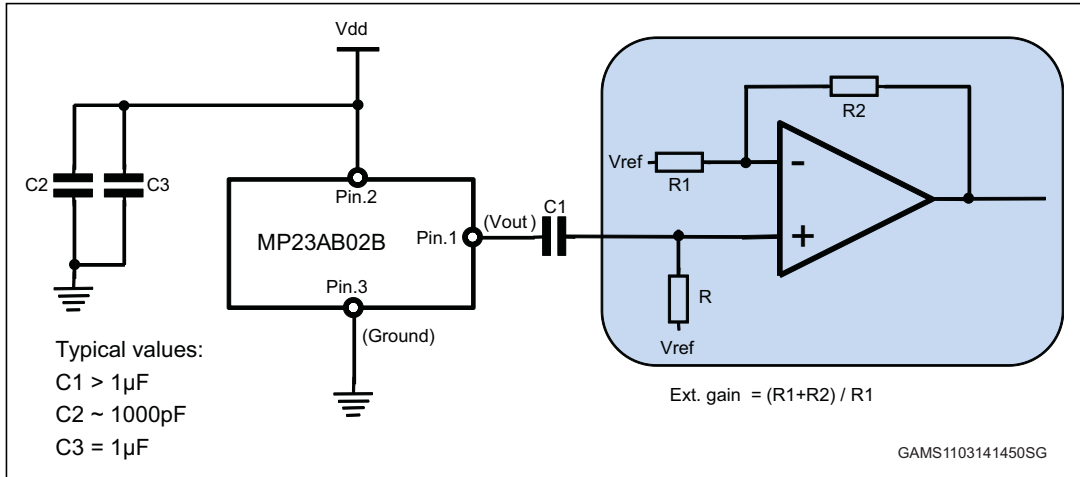 Vdd
C2
C3
Pin.2
MP23AB02B
Pin.1
(Vout)
C1
Pin.3
(Ground)
Vref
R1
R2
-
+
R
Vref
Typical values:
C1 > 1µF
C2 ~ 1000pF
C3 = 1µF
Ext. gain = (R1+R2) / R1
GAMS1103141450SG